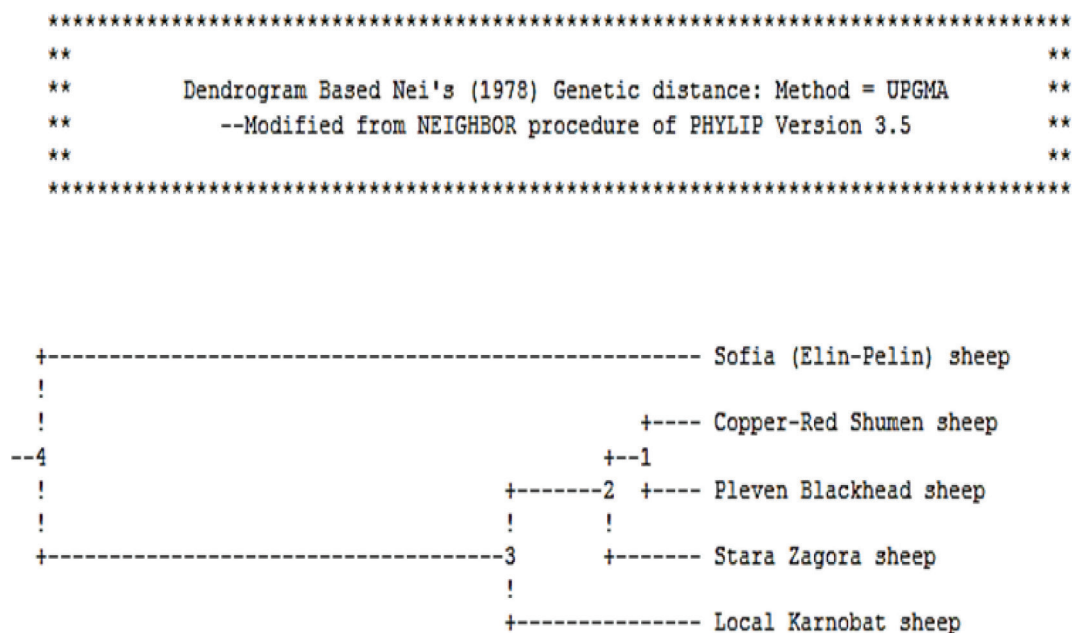 ***********************************************************************************
**                                                                               **
**         Dendrogram Based Nei's (1978) Genetic distance: Method = UPGMA        **
**            --Modified from NEIGHBOR procedure of PHYLIP Version 3.5           **
**                                                                               **
***********************************************************************************
+----------------------------------------------------- Sofia (Elin-Pelin) sheep
!
!                                                +---- Copper-Red Shumen sheep
--4                                             +--1
!                                     +-------2  +---- Pleven Blackhead sheep
!                                     !       !
+-------------------------------------3       +------- Stara Zagora sheep
!
+--------------- Local Karnobat sheep